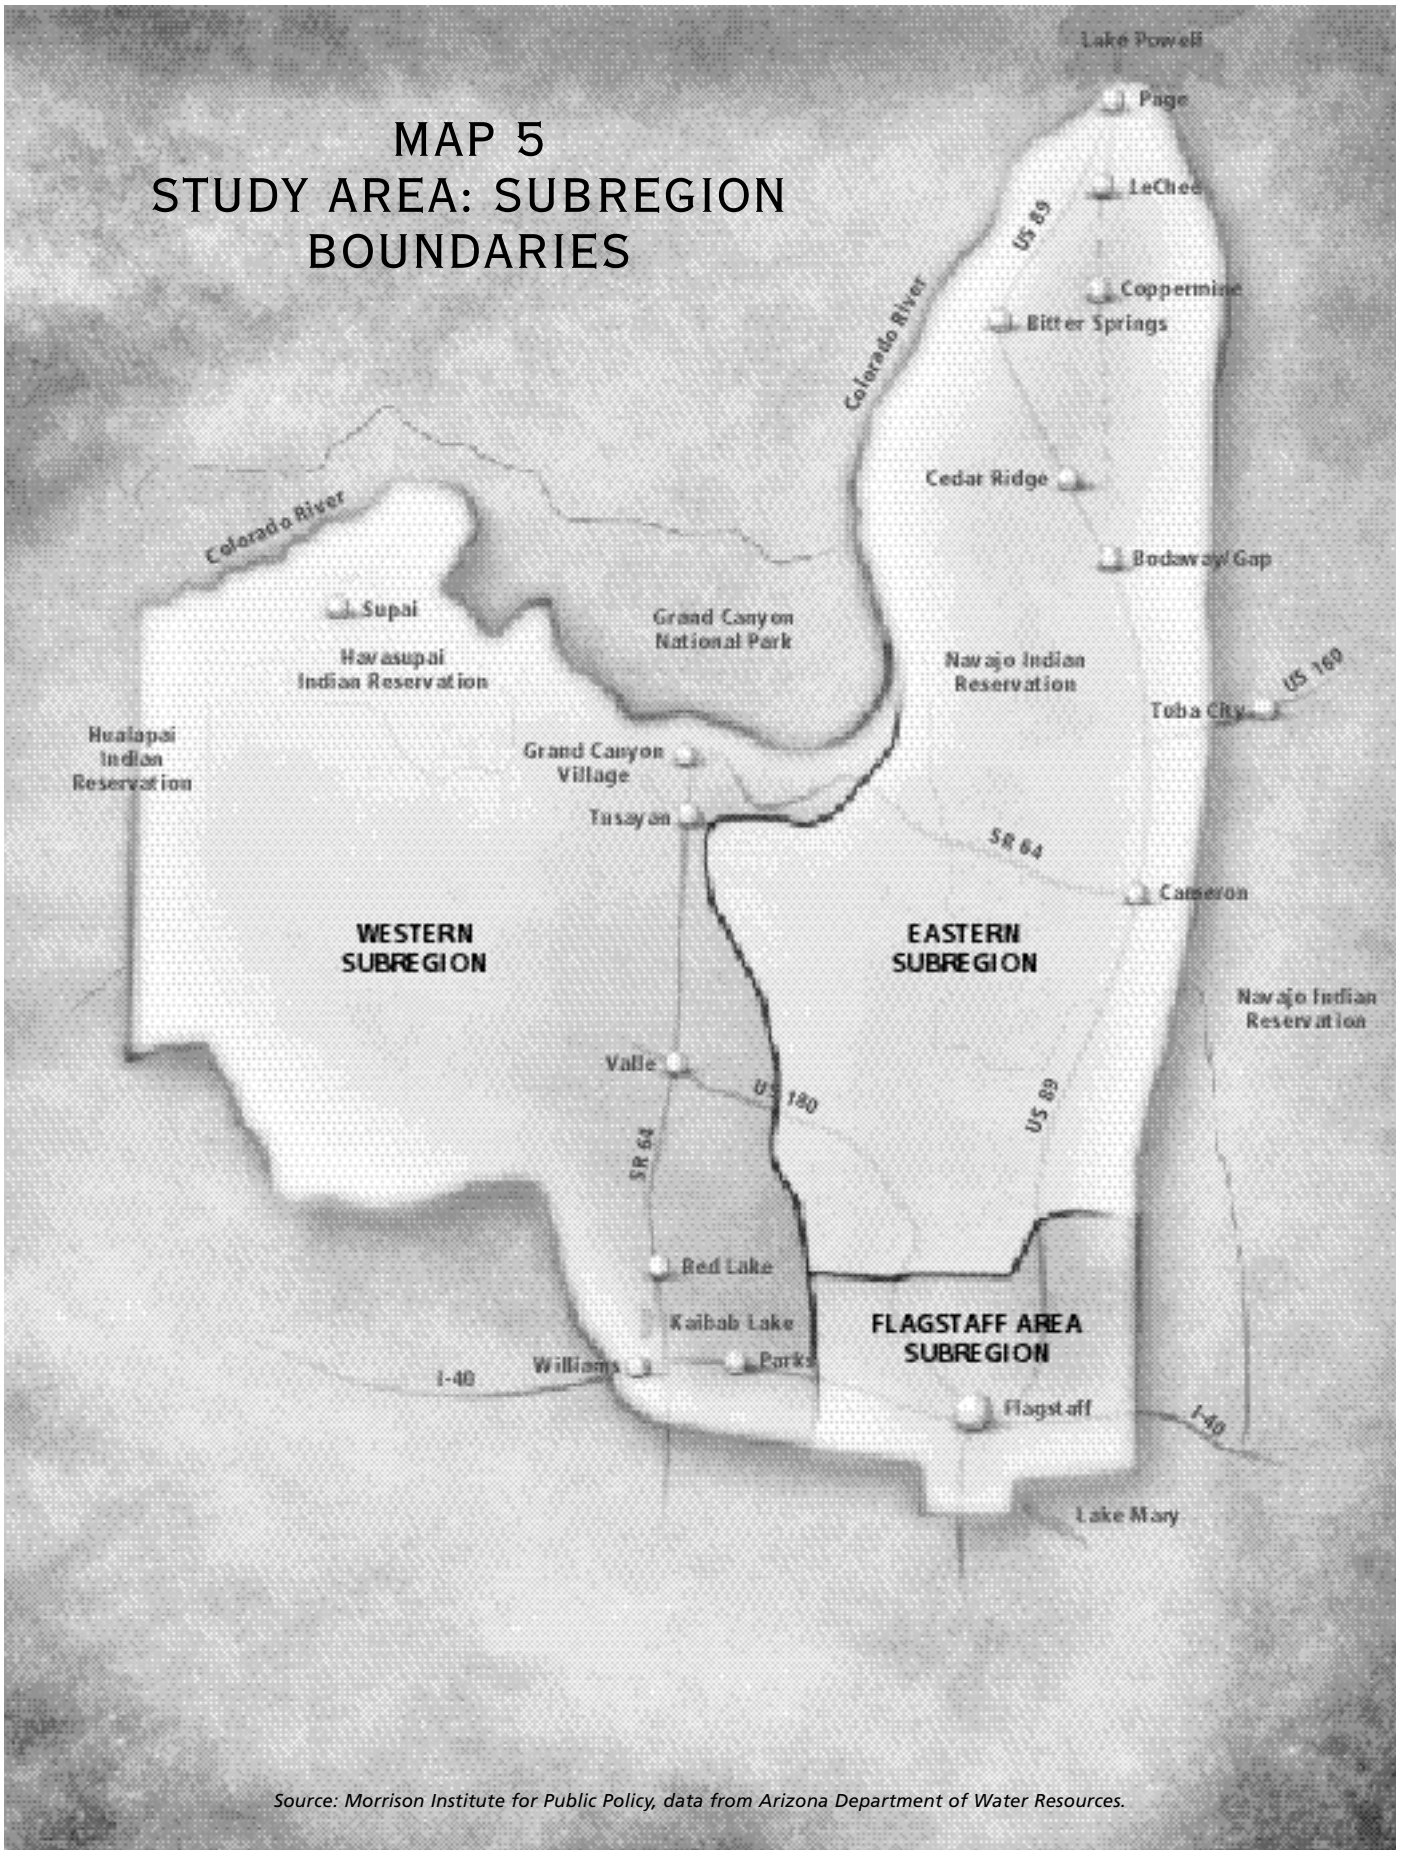 Lake Powell
Page
MAP 5
STUDY AREA: SUBREGION
BOUNDARIES
LeChee
US 89
Coppermine
Bitter Springs
Colorado River
Cedar Ridge
Colorado River
Bodaway/Gap
Supai
Grand Canyon
National Park
Havasupai
Indian Reservation
Navajo Indian
Reservation
US 160
Tuba City
Hualapai
Indian
Reservation
Grand Canyon
Village
Tusayan
SR 64
Cameron
WESTERN
SUBREGION
EASTERN
SUBREGION
Navajo Indian
Reservation
Valle
US 180
US 89
SR 64
Red Lake
Kaibab Lake
FLAGSTAFF AREA
SUBREGION
Williams
Parks
I-40
Flagstaff
I-40
Lake Mary
Source: Morrison Institute for Public Policy, data from Arizona Department of Water Resources.